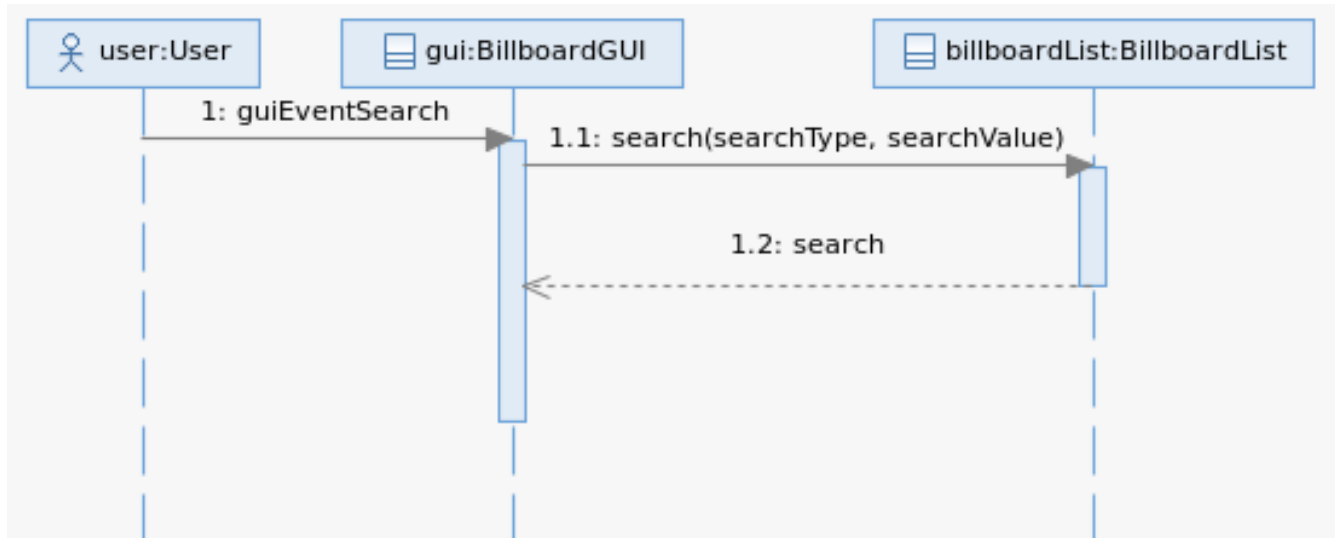 user:User
gui:BillboardGUI
billboardList:BillboardList
1: guiEventSearch
1.1: search(searchType, searchValue)
1.2: search